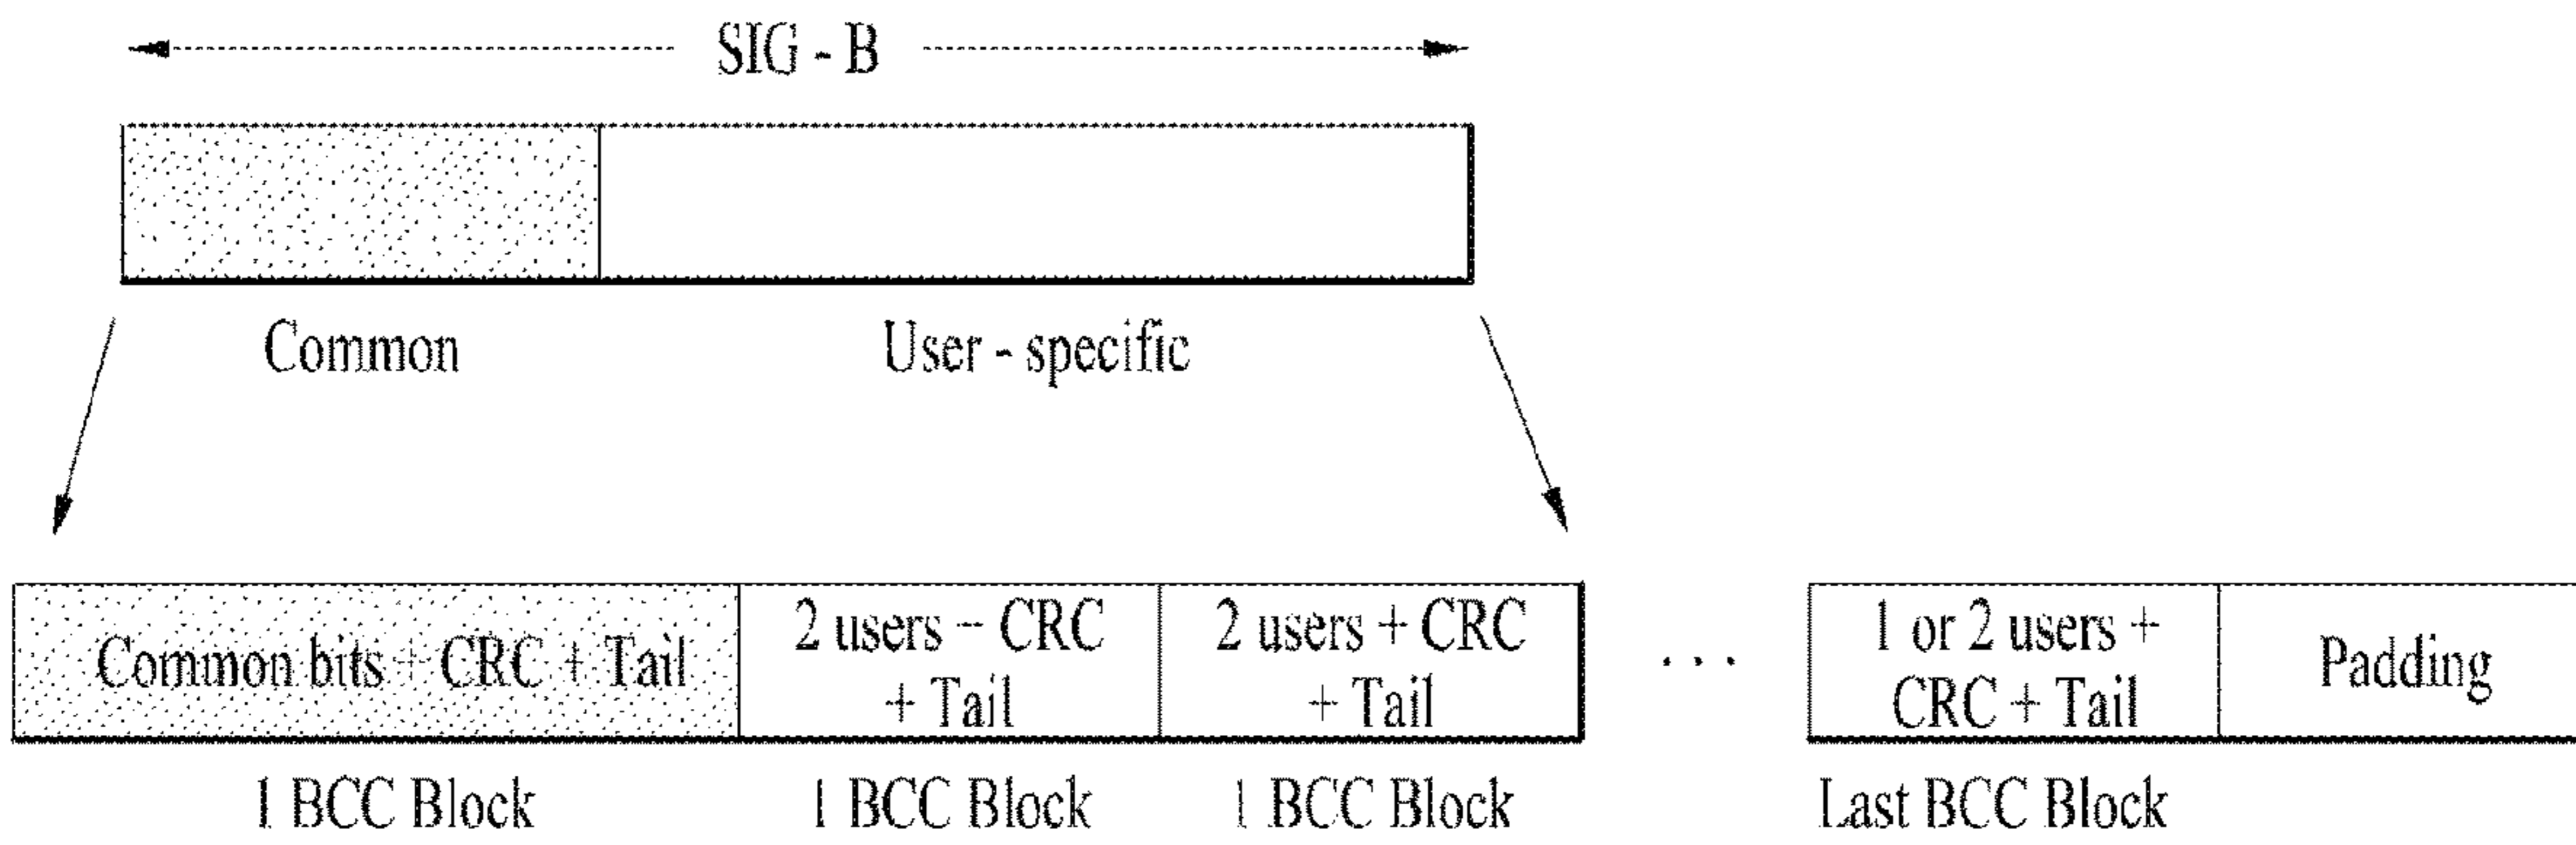 SIG - B
Common
User - specific
Common bits + CRC + Tail
2 users - CRC
+ Tail
2 users + CRC
+ Tail
. . .
1 or 2 users +
CRC + Tail
Padding
1 BCC Block
1 BCC Block
1 BCC Block
Last BCC Block